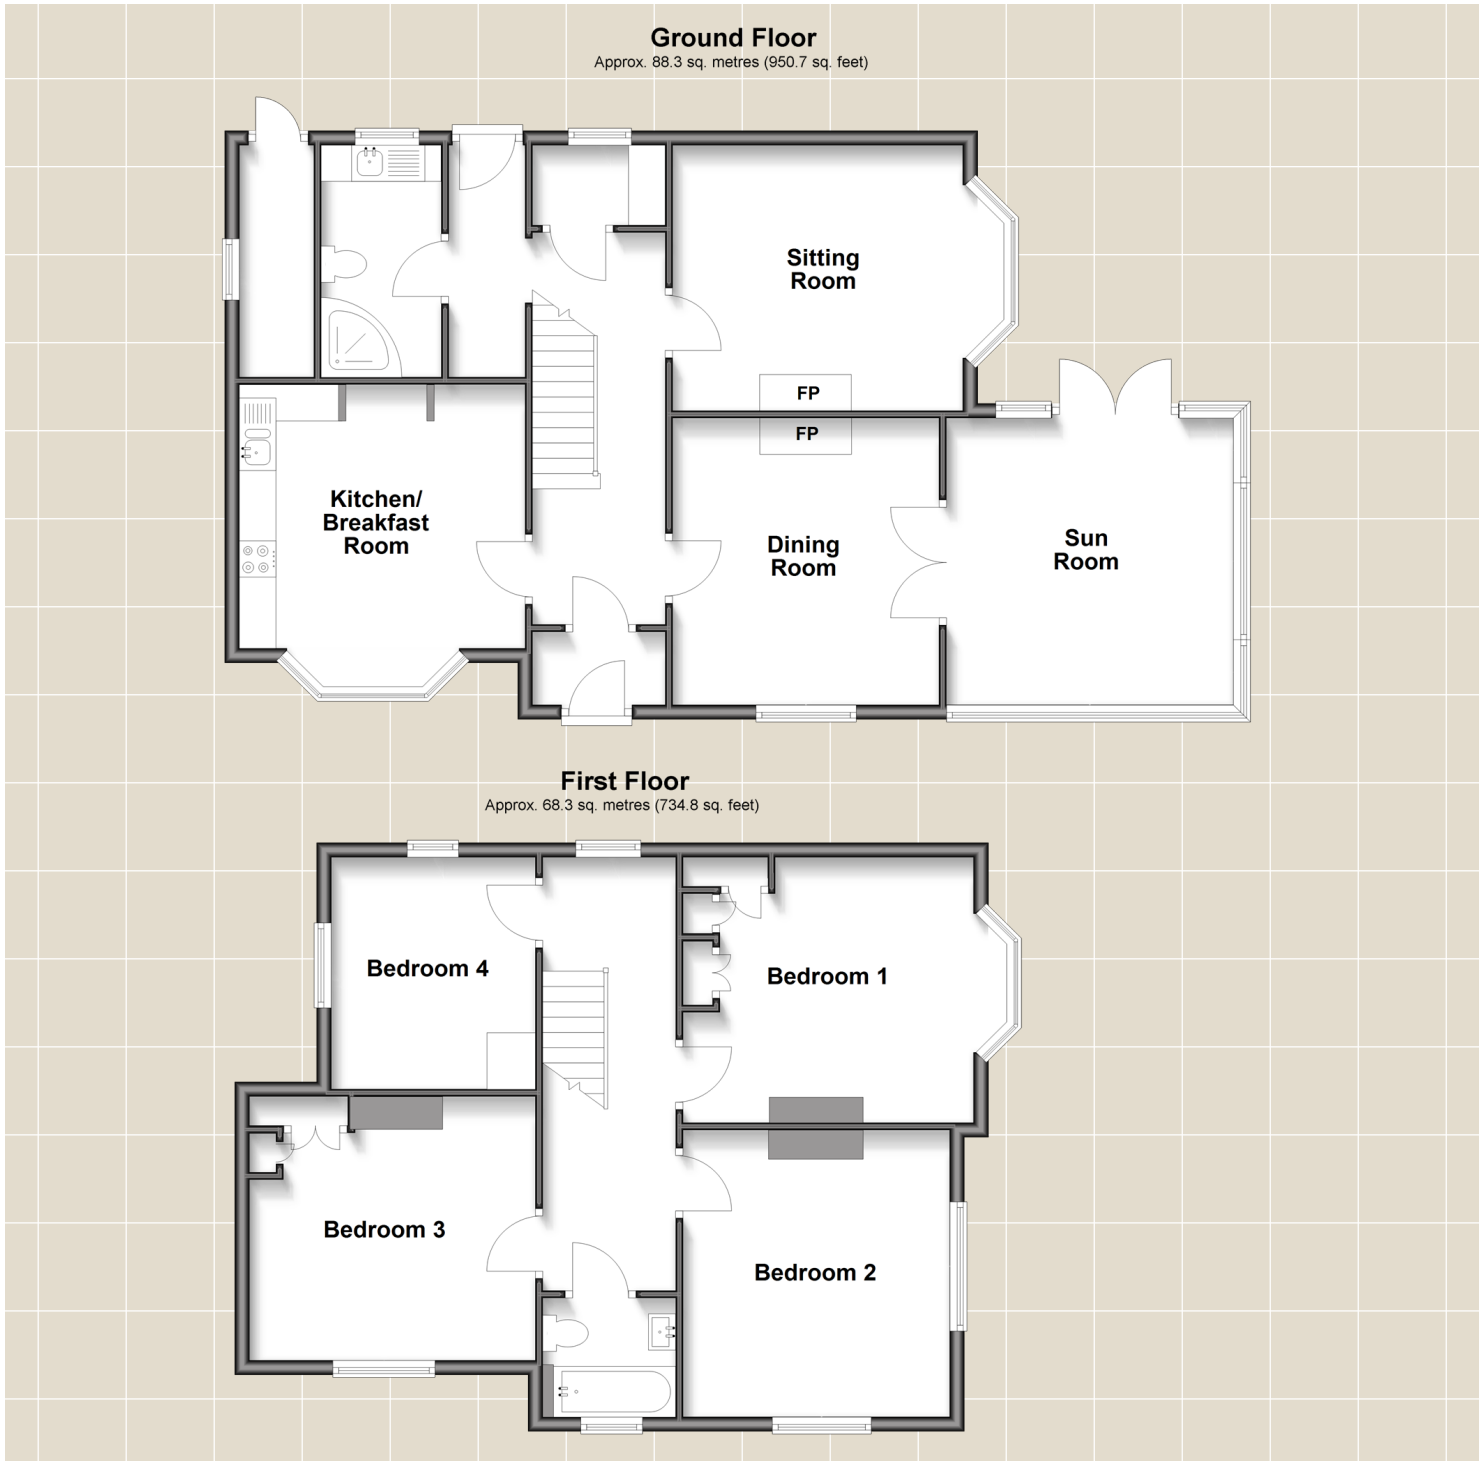 Ground Floor
Approx. 88.3 sq. metres (950.7 sq. feet)
Sitting
Room
FP
FP
Kitchen/
Breakfast
Room
Dining
Room
Sun
Room
First Floor
Approx. 68.3 sq. metres (734.8 sq. feet)
Bedroom 4
Bedroom 1
Bedroom 3
Bedroom 2